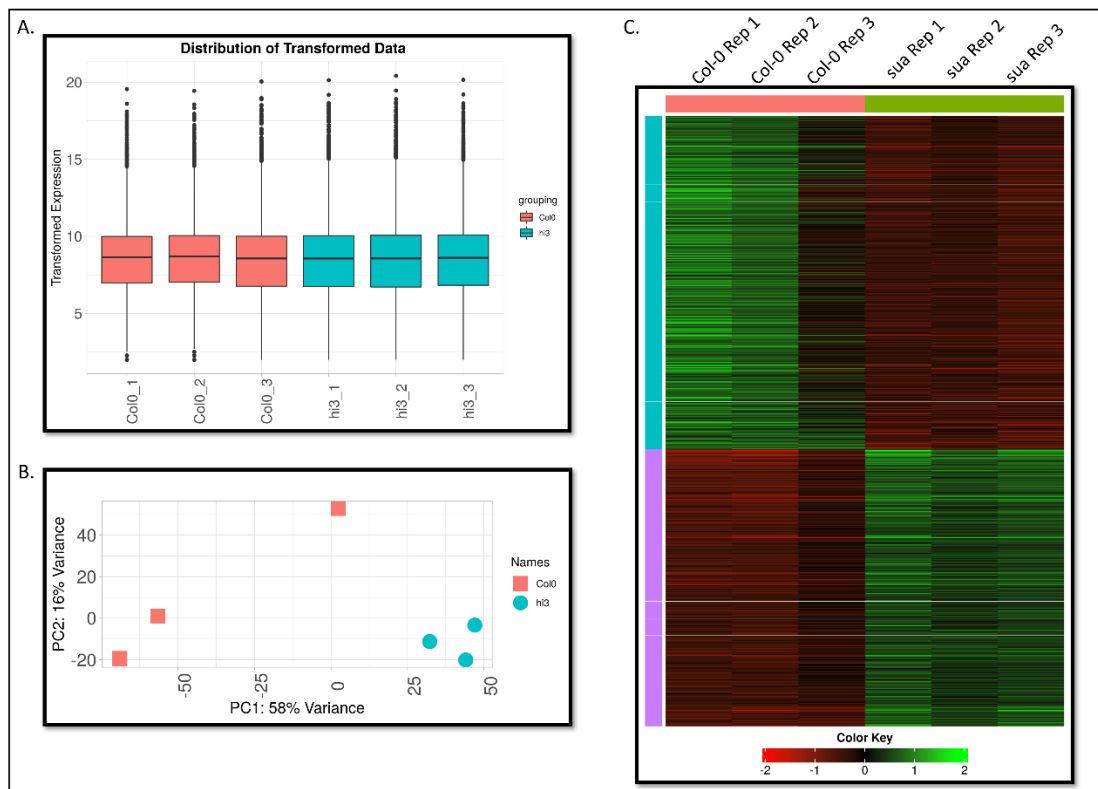 A.
Distribution of Transformed Data
20
15
10
5
Transformed Expression
grouping
Col0
hi3
Col0_1
Col0_2
Col0_3
hi3_1
hi3_2
hi3_3
B.
40
20
0
-20
PC2: 16% Variance
-50
-25
0
25
50
PC1: 58% Variance
Names
Col0
hi3
C.
Col-0 Rep 1
Col-0 Rep 2
Col-0 Rep 3
sua Rep 1
sua Rep 2
sua Rep 3
Color Key
-2
-1
0
1
2